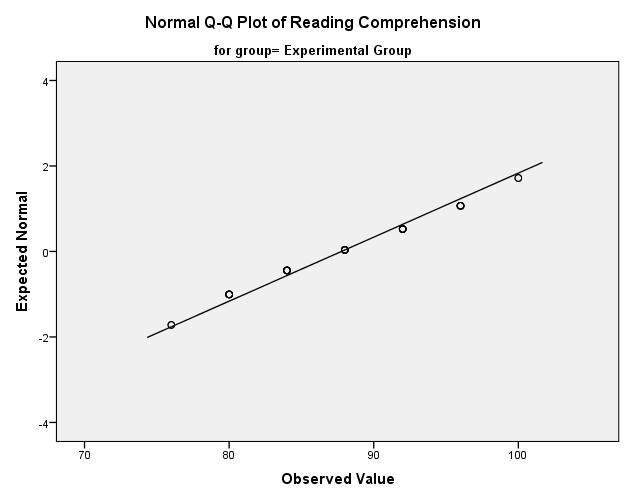 Normal Q-Q Plot of Reading Comprehension
for group= Experimental Group
4
2
0
-2
-4
Expected Normal
70 80 90 100
Observed Value